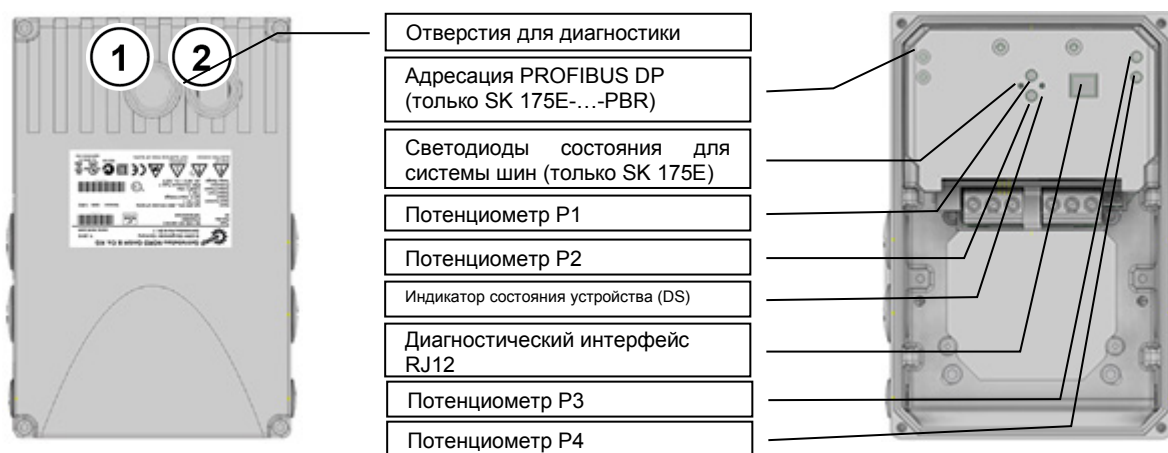 1
2
Отверстия для диагностики
Адресация PROFIBUS DP
(только SK 175E-…-PBR)
Светодиоды состояния для
системы шин (только SK 175E)
Потенциометр P1
Потенциометр P2
Индикатор состояния устройства (DS)
Диагностический интерфейс
RJ12
Потенциометр P3
Потенциометр P4